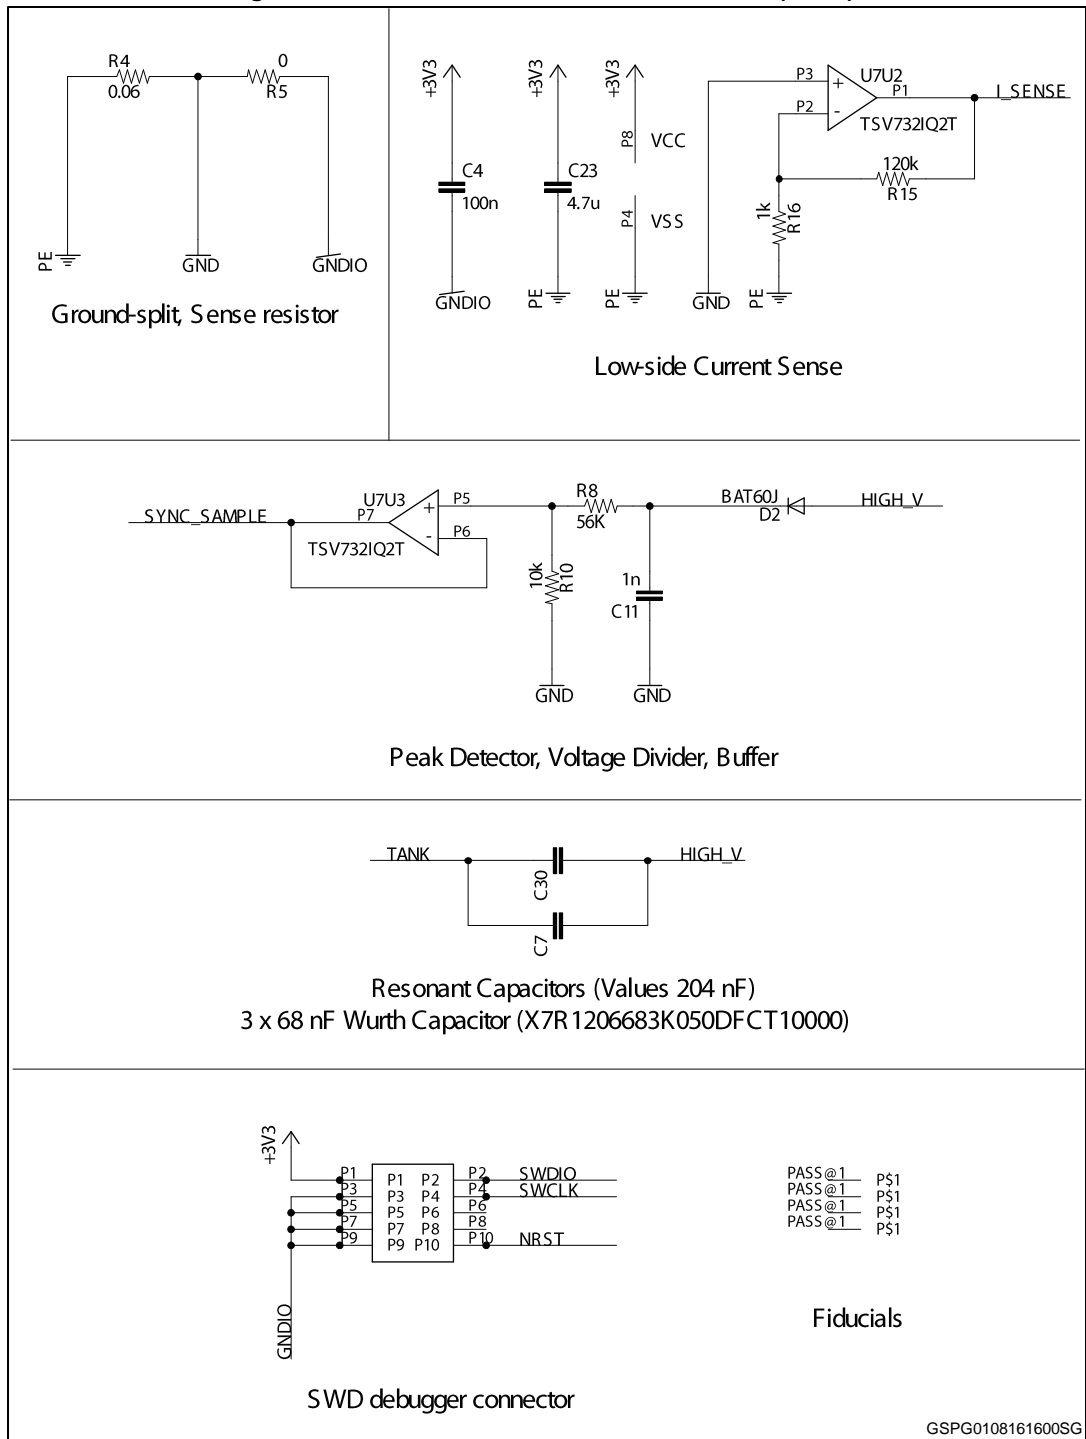 R4
0.06
0
R5
PE
GND
GNDIO
Ground-split, Sense resistor
+3V3
C4
100n
GNDIO
+3V3
C23
4.7u
PE
+3V3
P8
VCC
P4
VSS
PE
P3
P2
+
-
U7U2
P1
TSV732IQ2T
I_SENSE
120k
R15
1k
R16
GND
PE
Low-side Current Sense
SYNC_SAMPLE
P7
U7U3
TSV732IQ2T
+
-
P5
P6
R8
56K
BAT60J
D2
HIGH_V
10k
R10
1n
C11
GND
GND
Peak Detector, Voltage Divider, Buffer
TANK
C30
HIGH_V
C7
Resonant Capacitors (Values 204 nF)
3 x 68 nF Wurth Capacitor (X7R1206683K050DFCT10000)
+3V3
P1 P1 P2 P2 SWDIO
P3 P3 P4 P4 SWCLK
P5 P5 P6 P6
P7 P7 P8 P8
P9 P9 P10 P10 NRST
GNDIO
SWD debugger connector
PASS@1 P$1
PASS@1 P$1
PASS@1 P$1
PASS@1 P$1
Fiducials
GSPG0108161600SG